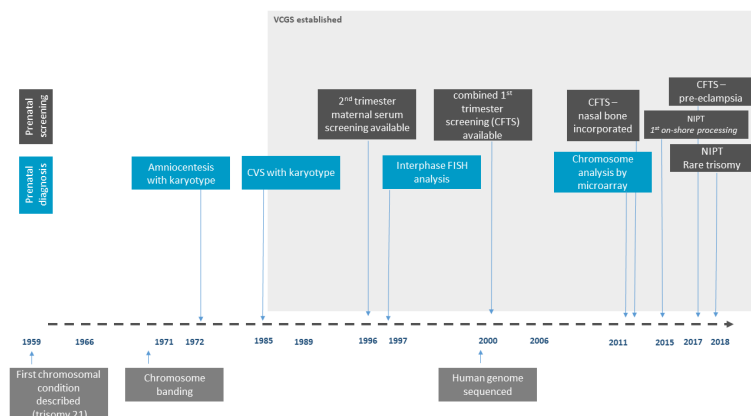 VCGS established
Prenatal
screening
Prenatal
diagnosis
2nd trimester
maternal serum
screening available
combined 1st
trimester
screening (CFTS)
available
CFTS –
nasal bone
incorporated
CFTS –
pre-eclampsia
NIPT
1st on-share processing
NIPT
Rare trisomy
Amniocentesis
with karyotype
CVS with karyotype
Interphase FISH
analysis
Chromosome
analysis by
microarray
1959 1966 1971 1972 1985 1989 1996 1997 2000 2006 2011 2015 2017 2018
First chromosomal
condition
described
(trisomy 21)
Chromosome
banding
Human genome
sequenced